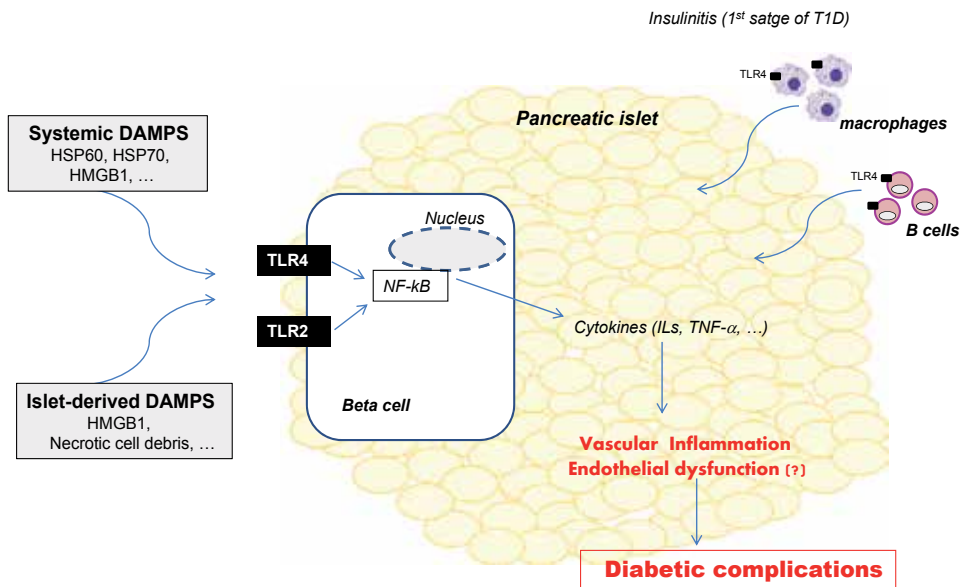 Insulinitis (1st satge of T1D)
TLR4
macrophages
Pancreatic islet
Systemic DAMPS
HSP60, HSP70,
HMGB1, …
TLR4
B cells
Nucleus
TLR4
NF-kB
TLR2
Cytokines (ILs, TNF-α, …)
Beta cell
Islet-derived DAMPS
HMGB1,
Necrotic cell debris, …
Vascular Inflammation
Endothelial dysfunction (?)
Diabetic complications